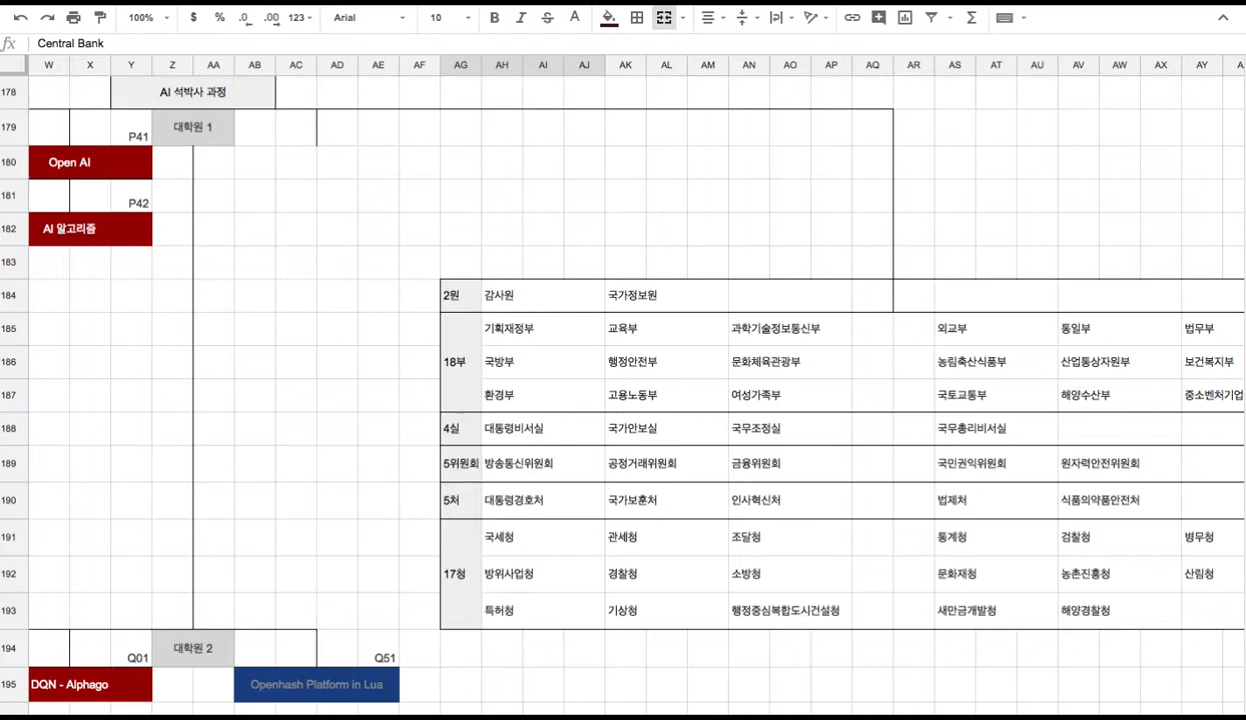 100% $ % .0 .00 123 Arial 10 B I S A
fx Central Bank
W X Y Z AA AB AC AD AE AF AG AH AI AJ AK AL AM AN AO AP AQ AR AS AT AU AV AW AX AY
178 AI 석박사 과정
179 P41 대학원 1
180 Open AI
181 P42
182 AI 알고리즘
183
184 2원 감사원 국가정보원
185 기획재정부 교육부 과학기술정보통신부 외교부 통일부 법무부
186 18부 국방부 행정안전부 문화체육관광부 농림축산식품부 산업통상자원부 보건복지부
187 환경부 고용노동부 여성가족부 국토교통부 해양수산부 중소벤처기업
188 4실 대통령비서실 국가안보실 국무조정실 국무총리비서실
189 5위원회 방송통신위원회 공정거래위원회 금융위원회 국민권익위원회 원자력안전위원회
190 5처 대통령경호처 국가보훈처 인사혁신처 법제처 식품의약품안전처
191 국세청 관세청 조달청 통계청 검찰청 병무청
192 17청 방위사업청 경찰청 소방청 문화재청 농촌진흥청 산림청
193 특허청 기상청 행정중심복합도시건설청 새만금개발청 해양경찰청
194 Q01 대학원 2 Q51
195 DQN - Alphago Openhash Platform in Lua